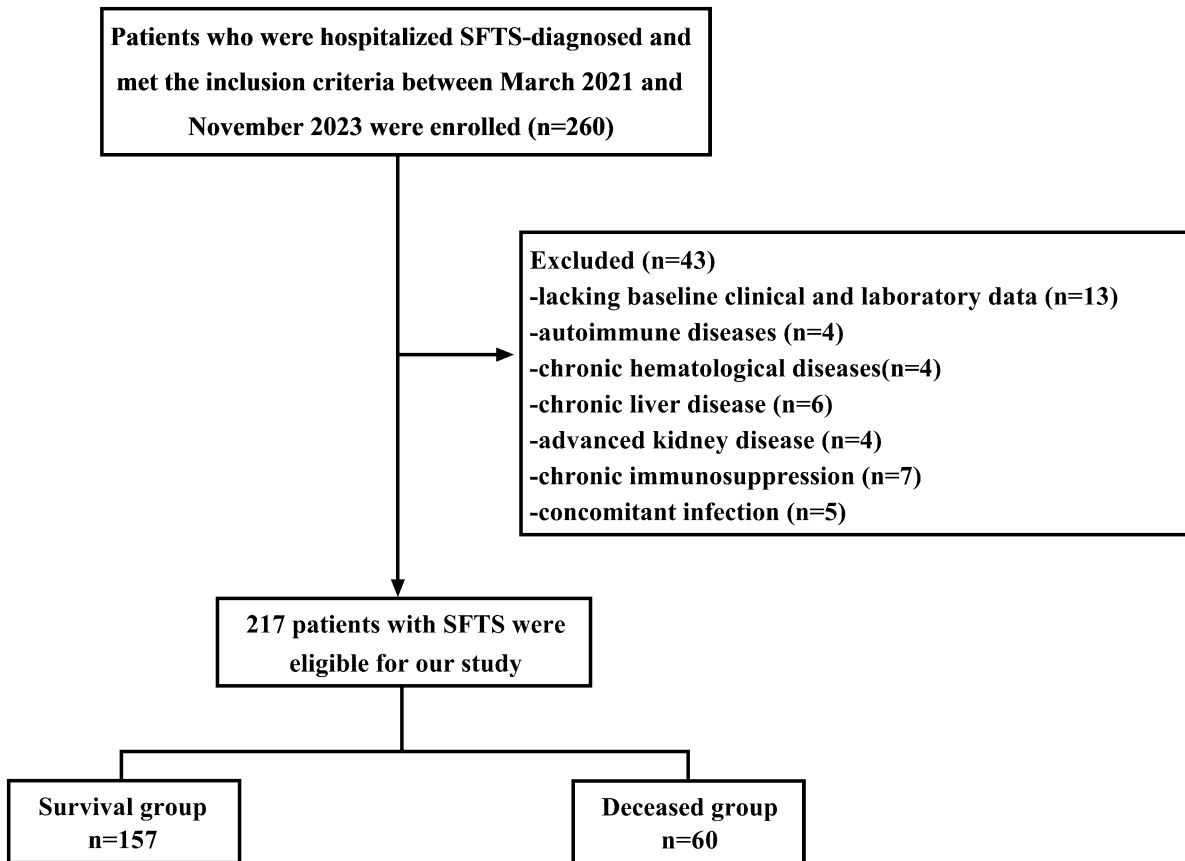 Patients who were hospitalized SFTS-diagnosed and
met the inclusion criteria between March 2021 and
November 2023 were enrolled (n=260)
Excluded (n=43)
-lacking baseline clinical and laboratory data (n=13)
-autoimmune diseases (n=4)
-chronic hematological diseases(n=4)
-chronic liver disease (n=6)
-advanced kidney disease (n=4)
-chronic immunosuppression (n=7)
-concomitant infection (n=5)
217 patients with SFTS were
eligible for our study
Survival group
n=157
Deceased group
n=60